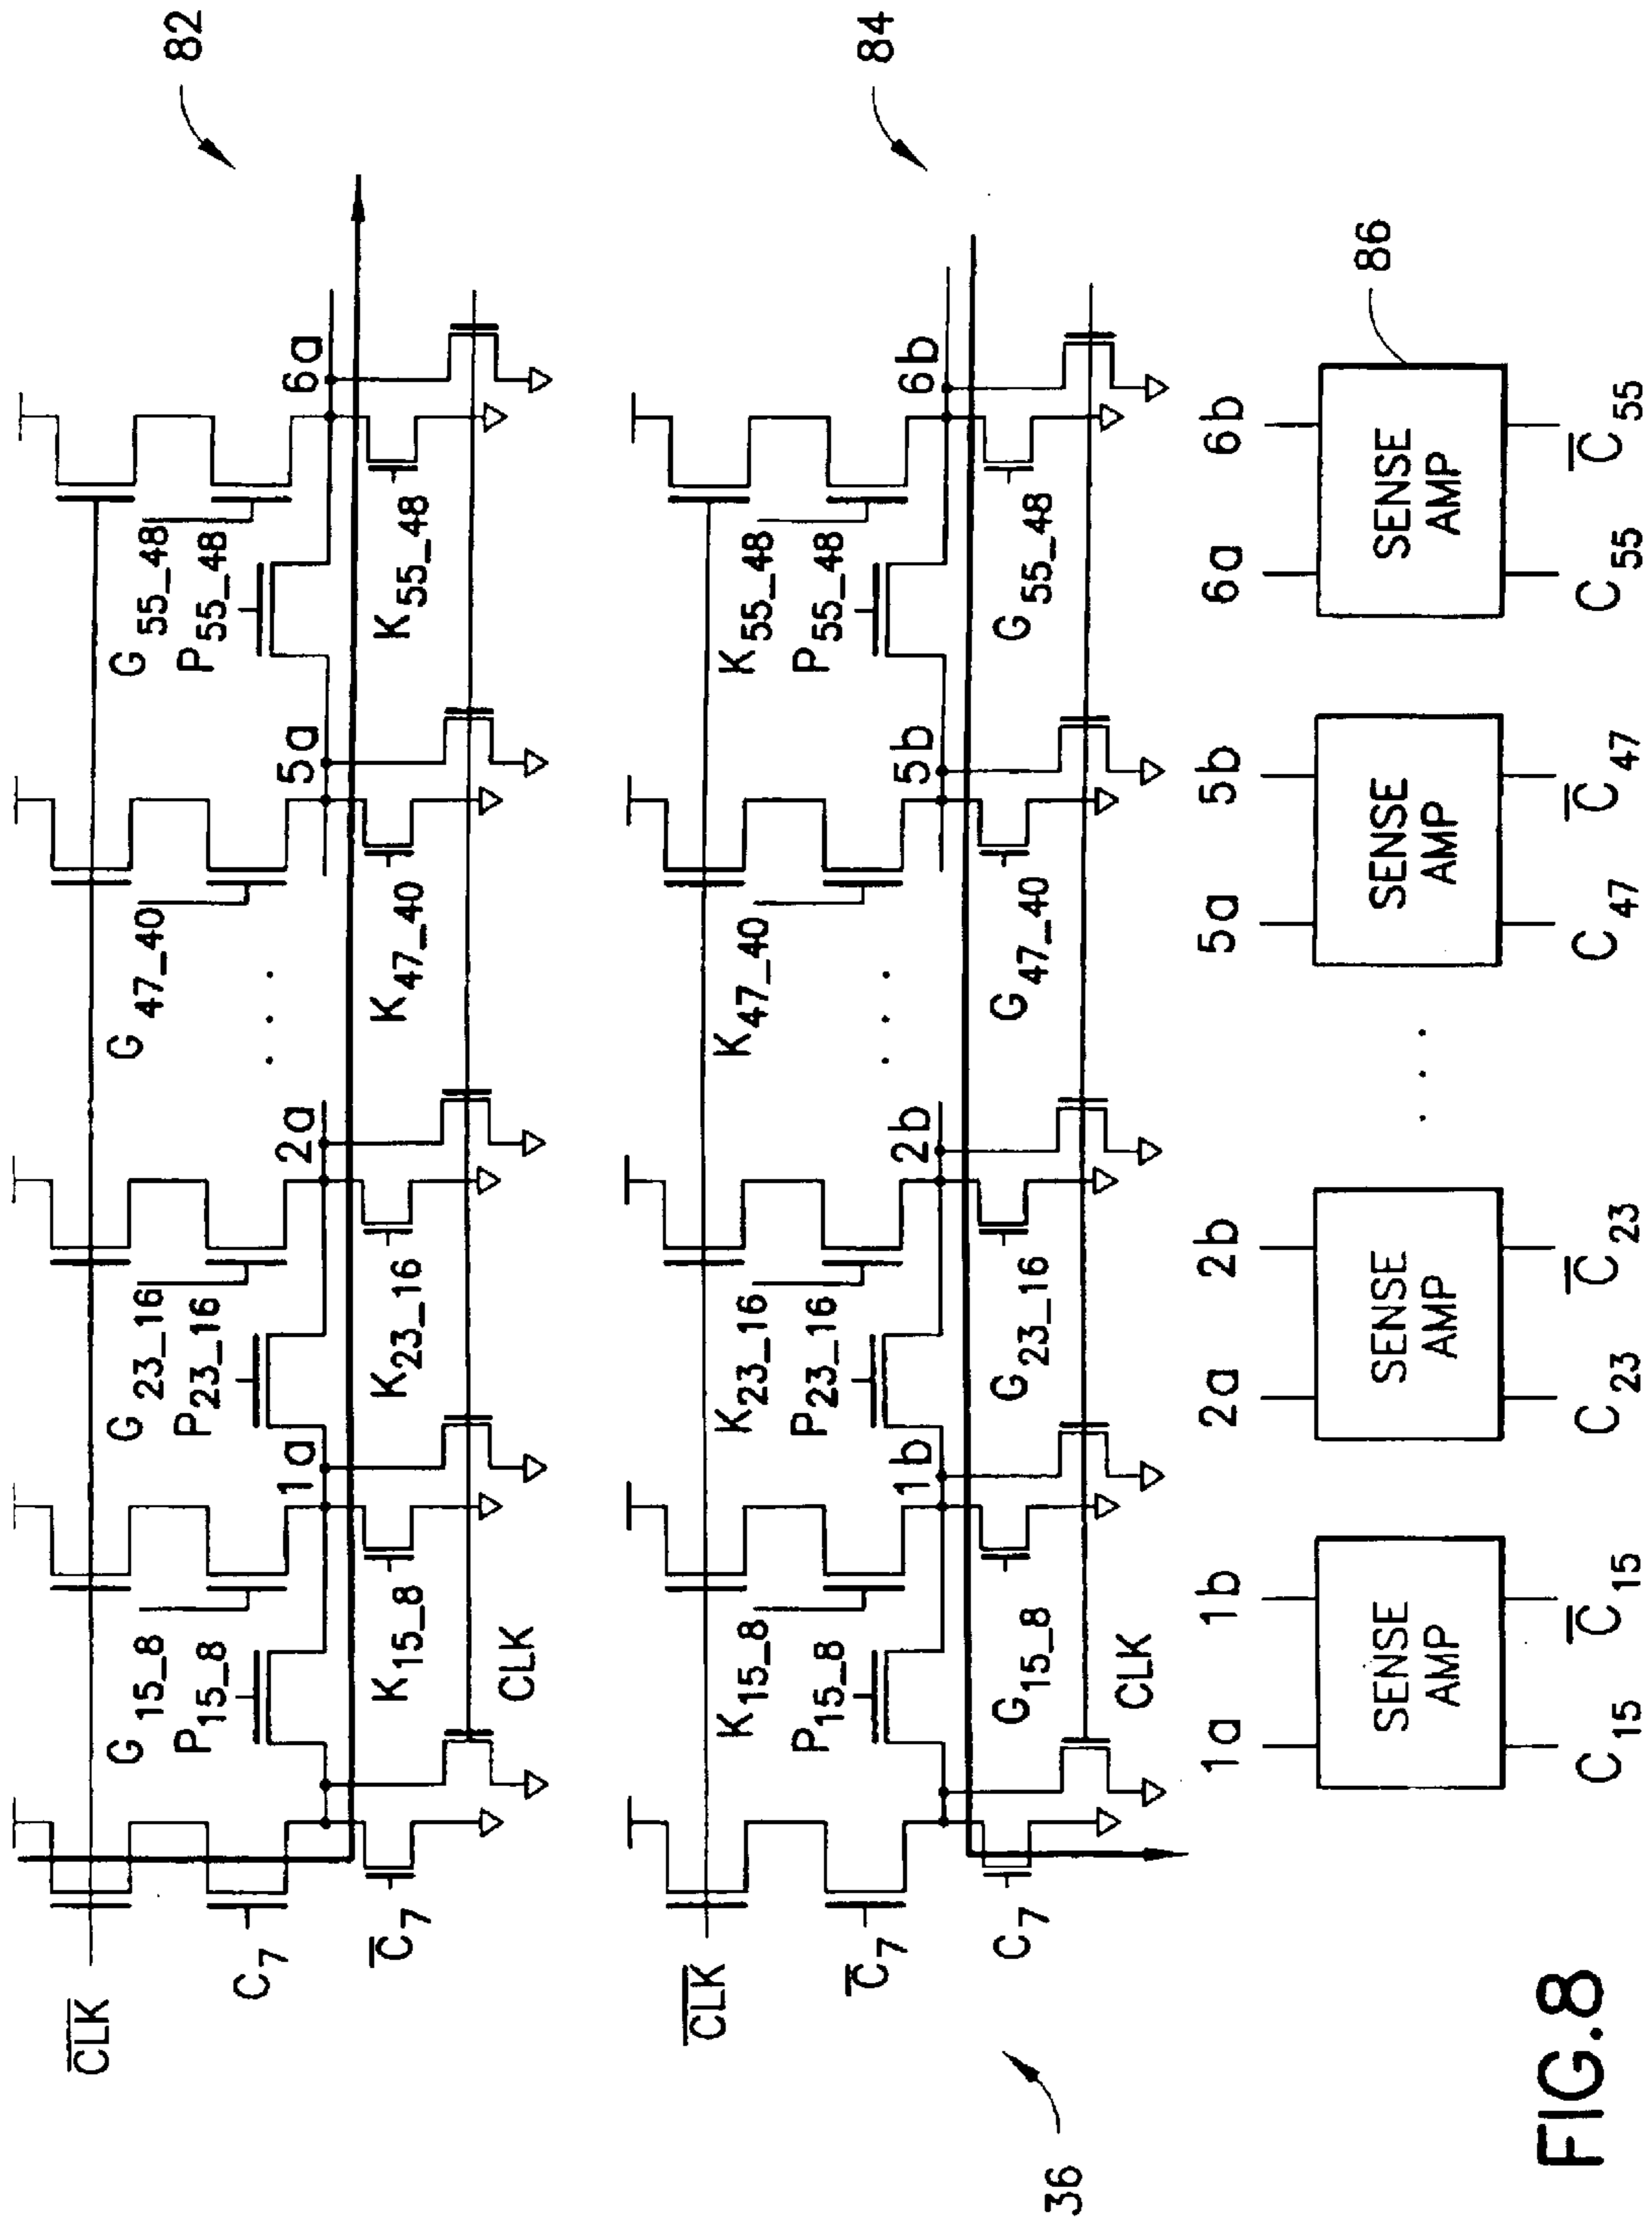 82
C̅L̅K̅
G15_8
G23_16
G47_40
G55_48
P15_8
P23_16
P55_48
C7
1a
2a
. . .
5a
6a
C̅7
K15_8
K23_16
K47_40
K55_48
CLK
84
36
C̅L̅K̅
K15_8
K23_16
K47_40
K55_48
P15_8
P23_16
P55_48
C̅7
1b
2b
. . .
5b
6b
C7
G15_8
G23_16
G47_40
G55_48
CLK
1a 1b 2a 2b 5a 5b 6a 6b
86
SENSE AMP
SENSE AMP
. . .
SENSE AMP
SENSE AMP
C15 C̅15 C23 C̅23 C47 C̅47 C55 C̅55
FIG.8